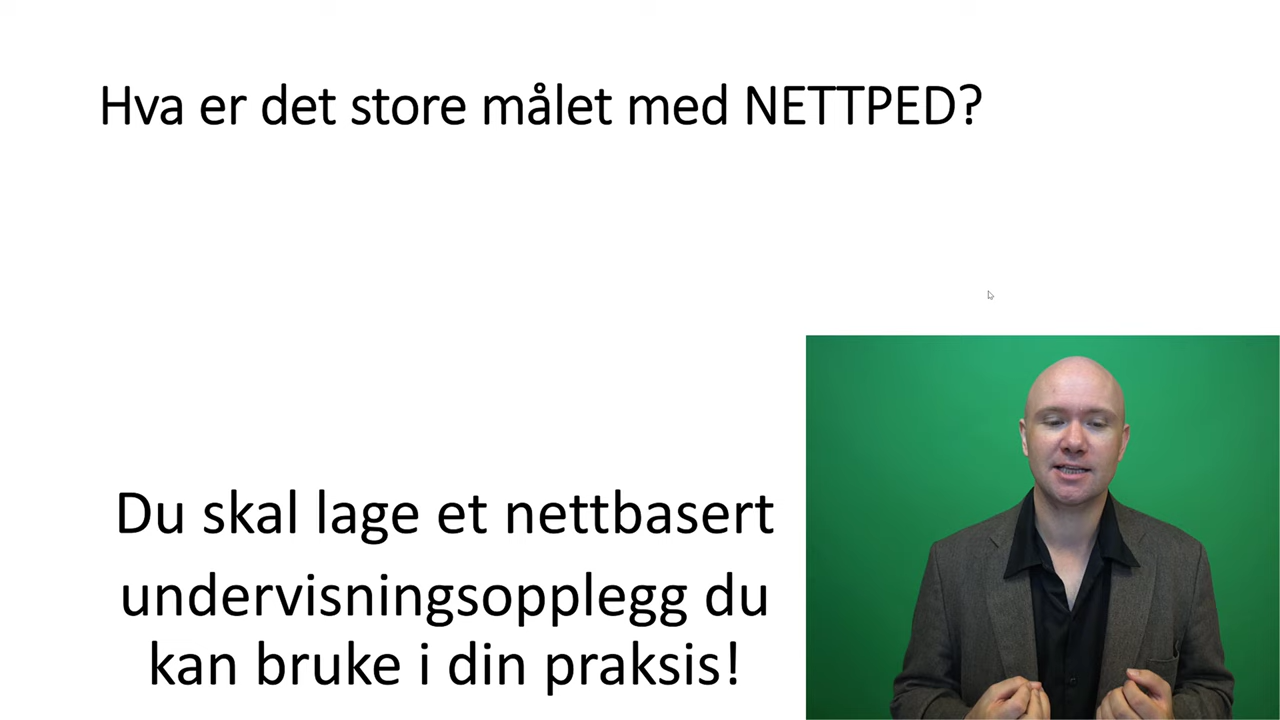 Hva er det store målet med NETTPED?
Du skal lage et nettbasert
undervisningsopplegg du
kan bruke i din praksis!